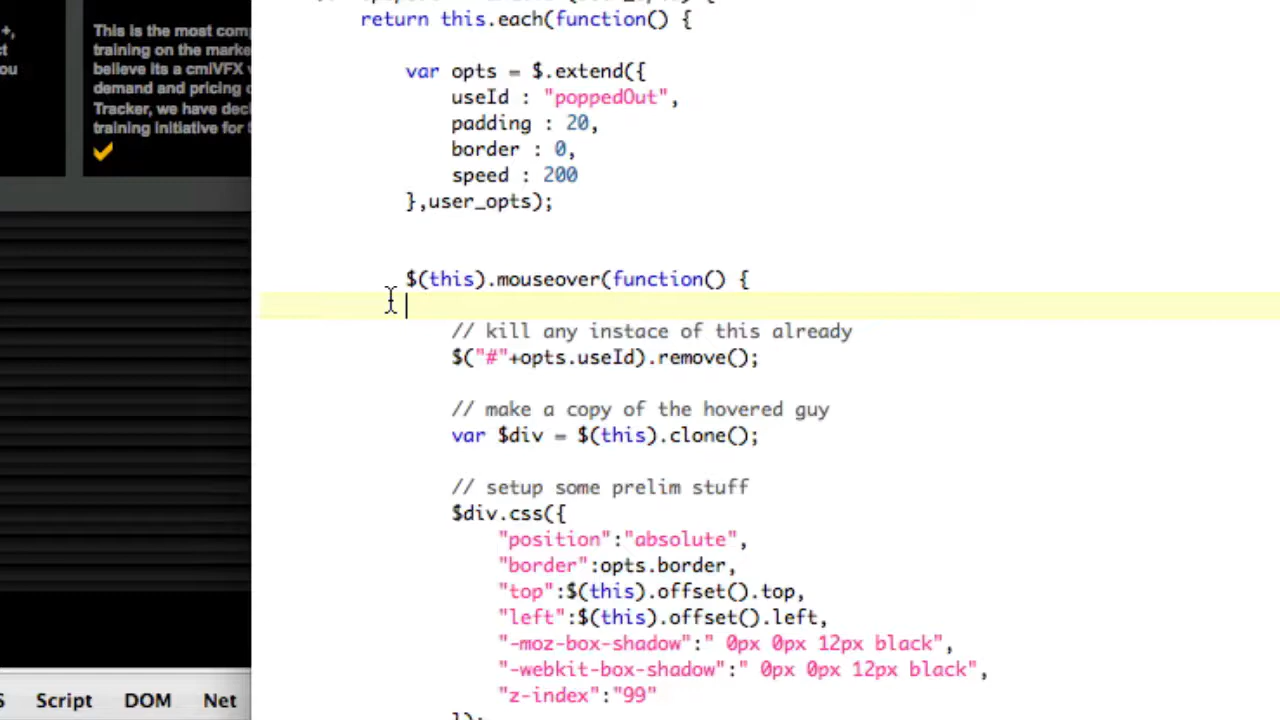 return this.each(function() {
var opts = $.extend({
useId : "poppedOut",
padding : 20,
border : 0,
speed : 200
},user_opts);
$(this).mouseover(function() {
// kill any instace of this already
$("#"+opts.useId).remove();
// make a copy of the hovered guy
var $div = $(this).clone();
// setup some prelim stuff
$div.css({
"position":"absolute",
"border":opts.border,
"top":$(this).offset().top,
"left":$(this).offset().left,
"-moz-box-shadow":" 0px 0px 12px black",
"-webkit-box-shadow":" 0px 0px 12px black",
"z-index":"99"
});
+,
ou
This is the most
training on the
believe its a cmiVFX
demand and pricing
Tracker, we have
training initiative for
Script DOM Net